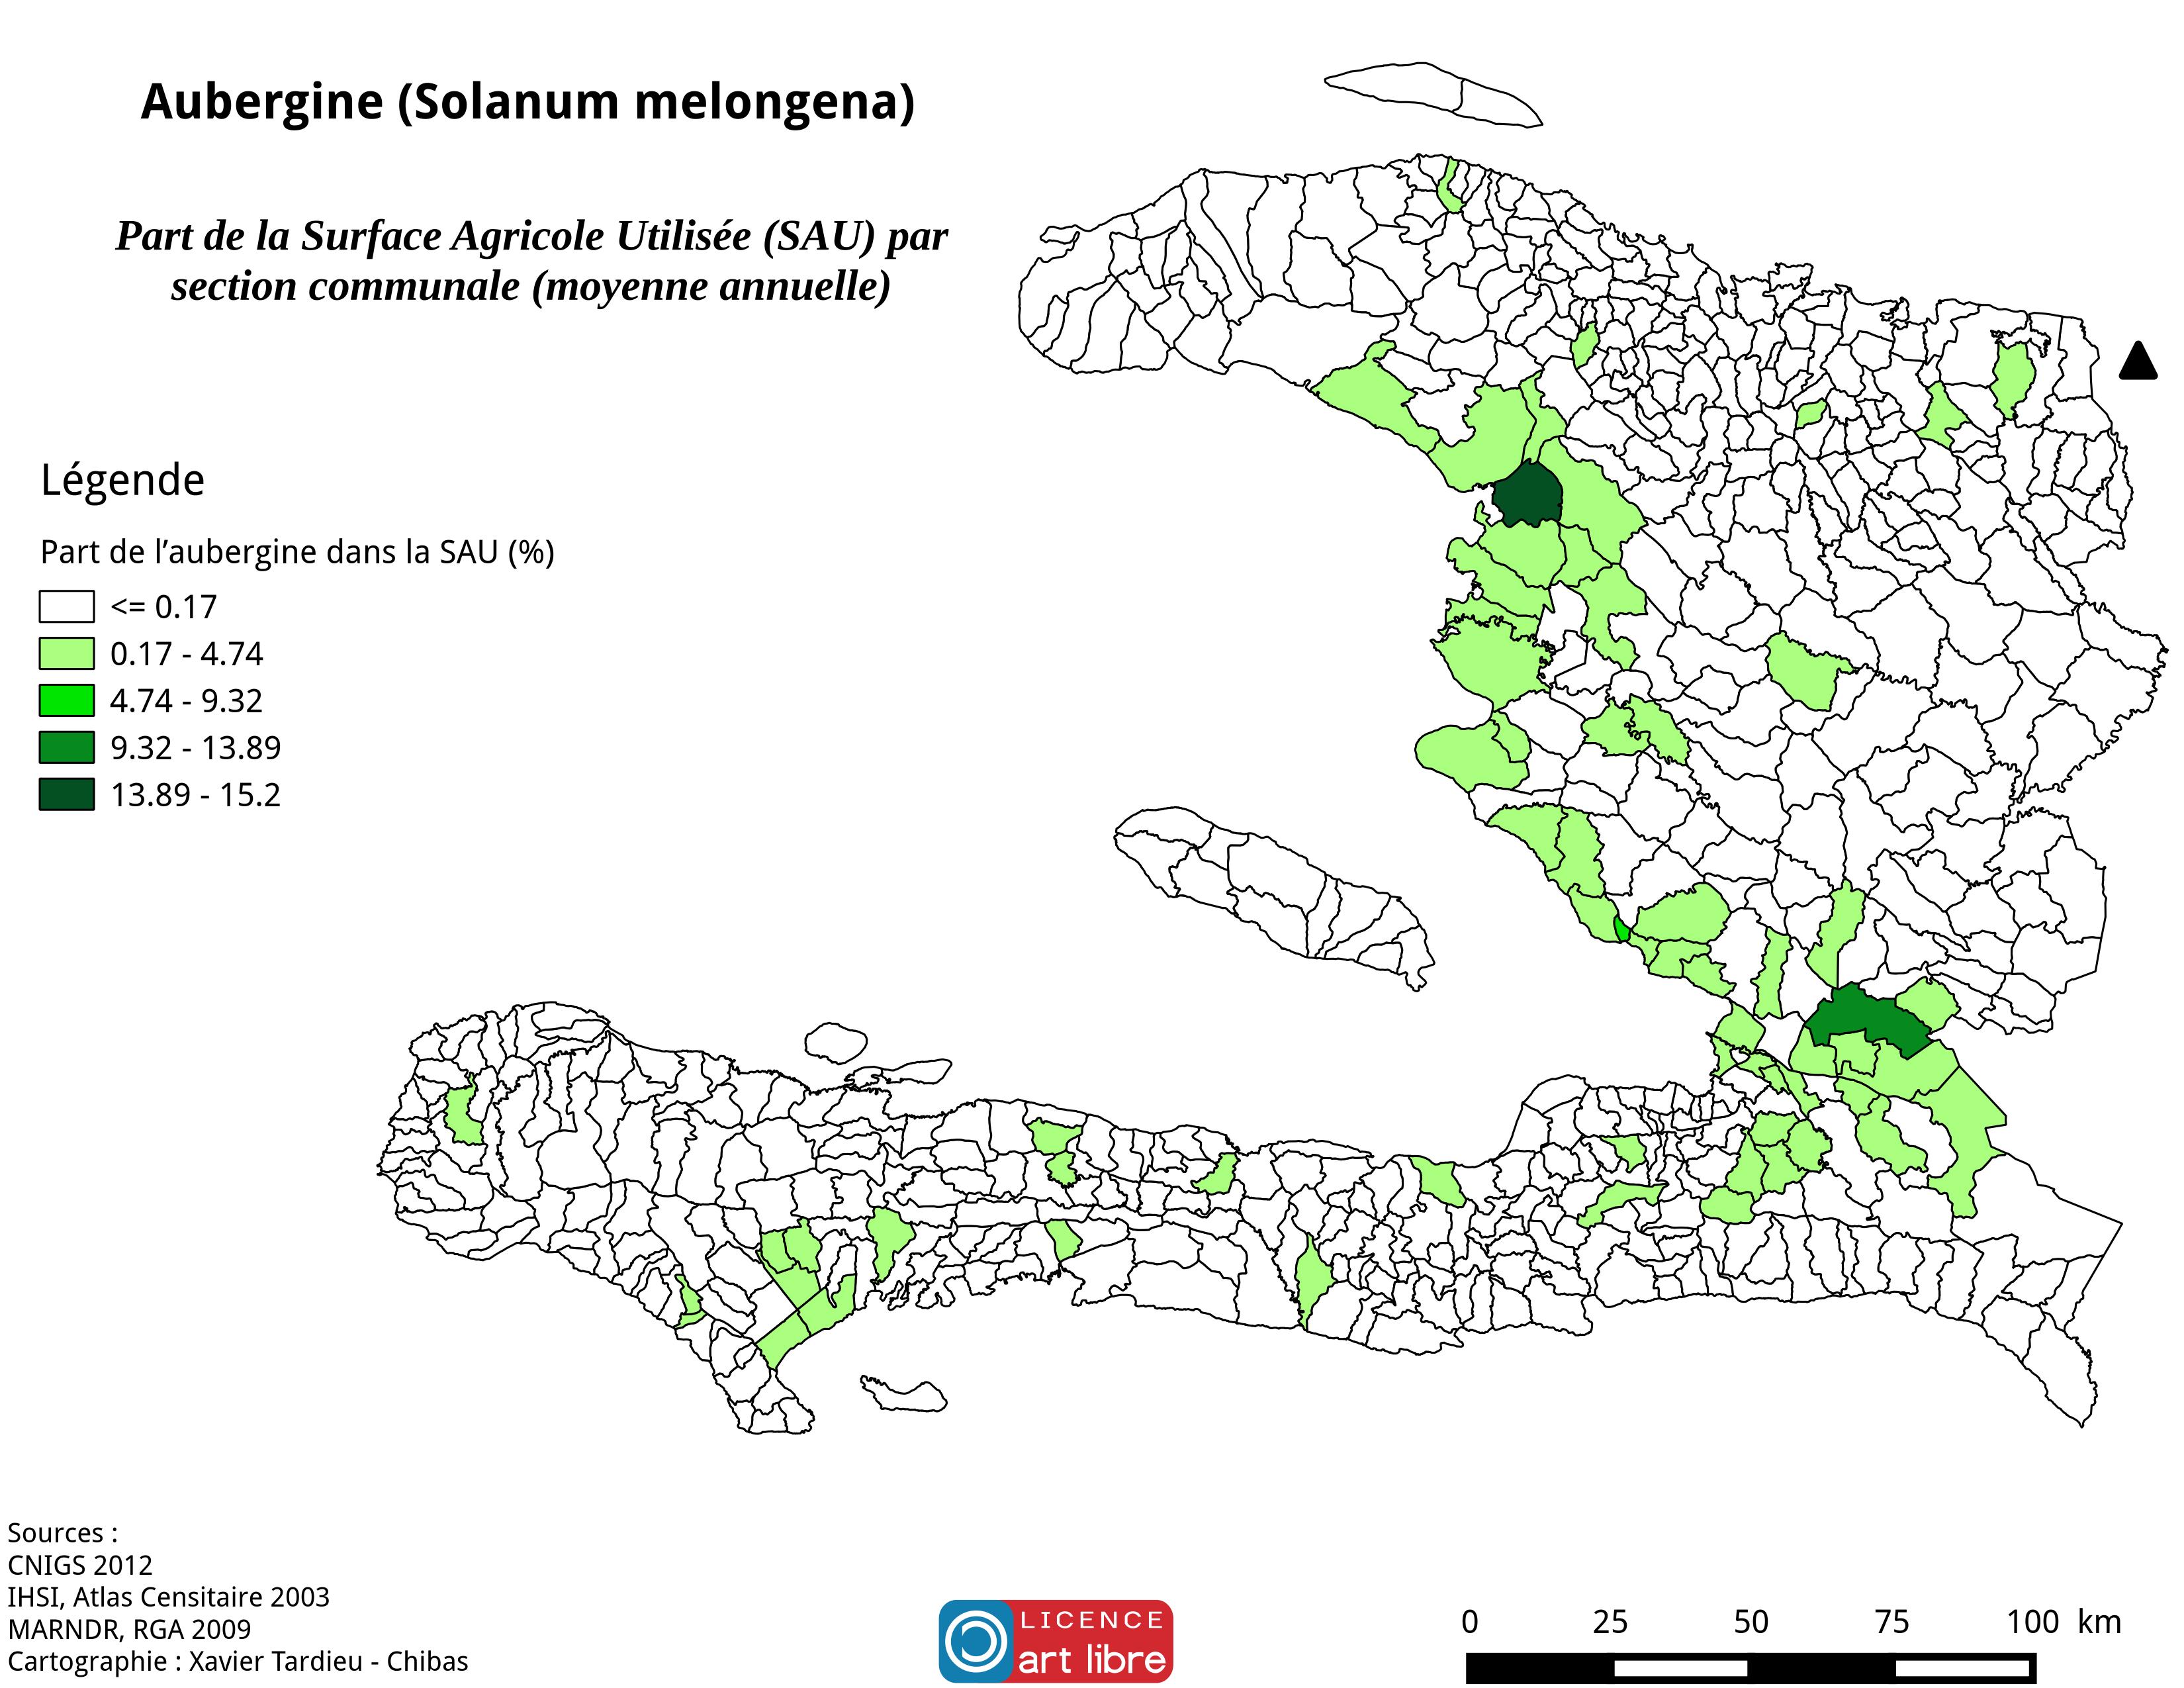 Aubergine (Solanum melongena)
Part de la Surface Agricole Utilisée (SAU) par
section communale (moyenne annuelle)
Légende
Part de l’aubergine dans la SAU (%)
<= 0.17
0.17 - 4.74
4.74 - 9.32
9.32 - 13.89
13.89 - 15.2
Sources :
CNIGS 2012
IHSI, Atlas Censitaire 2003
MARNDR, RGA 2009
Cartographie : Xavier Tardieu - Chibas
LICENCE
art libre
0 25 50 75 100 km